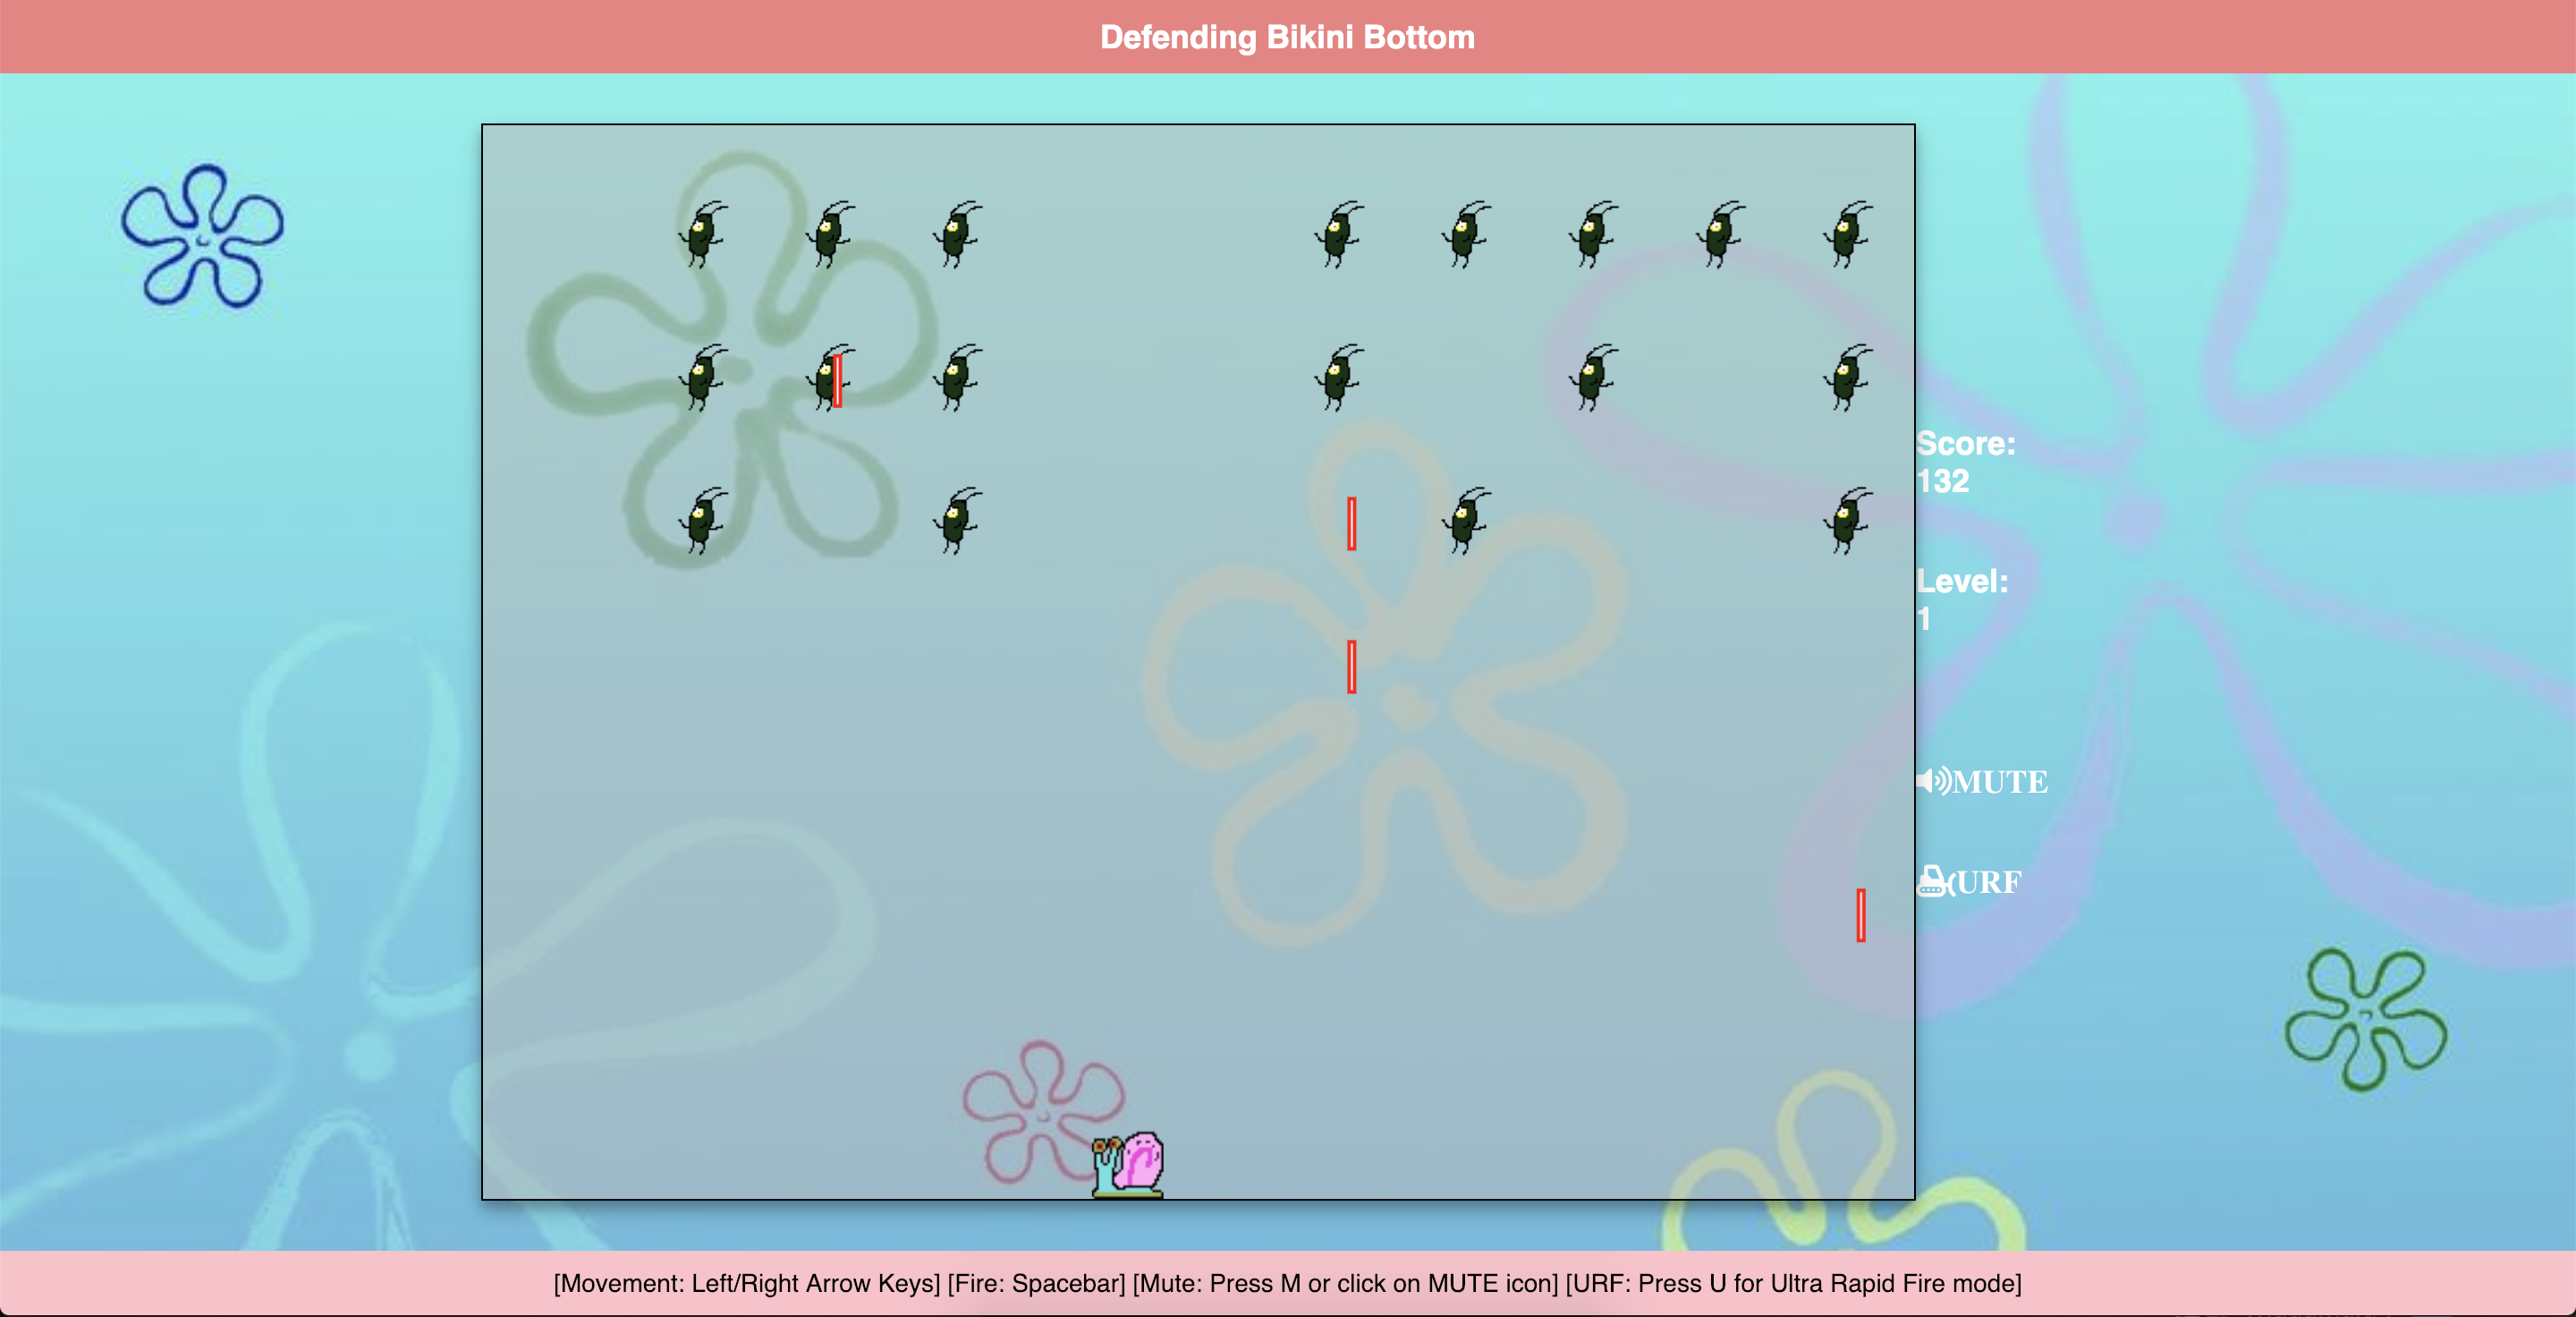 Defending Bikini Bottom
Score:
132
Level:
1
MUTE
URF
[Movement: Left/Right Arrow Keys] [Fire: Spacebar] [Mute: Press M or click on MUTE icon] [URF: Press U for Ultra Rapid Fire mode]